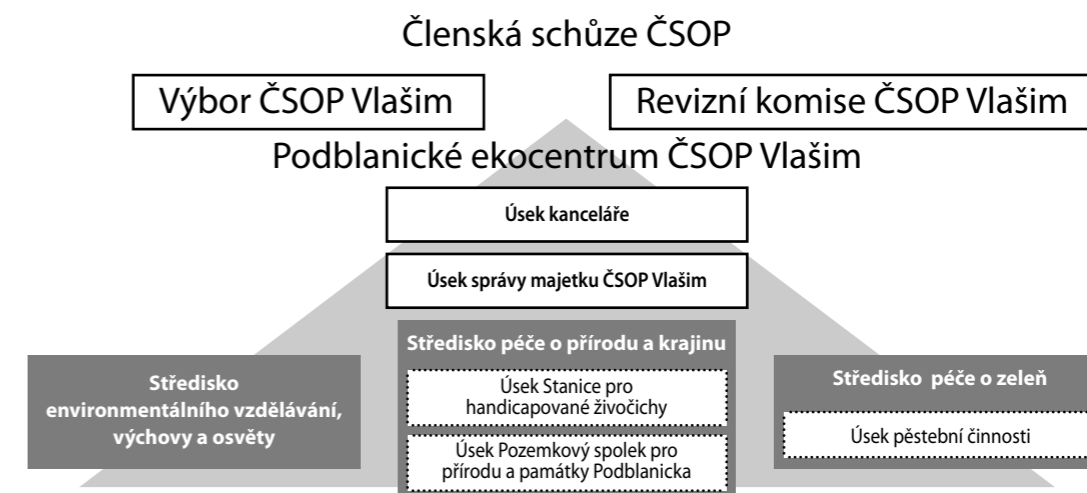 Členská schůze ČSOP
Výbor ČSOP Vlašim
Revizní komise ČSOP Vlašim
Podblanické ekocentrum ČSOP Vlašim
Úsek kanceláře
Úsek správy majetku ČSOP Vlašim
Středisko
environmentálního vzdělávání,
výchovy a osvěty
Středisko péče o přírodu a krajinu
Úsek Stanice pro
handicapované živočichy
Úsek Pozemkový spolek pro
přírodu a památky Podblanicka
Středisko péče o zeleň
Úsek pěstební činnosti